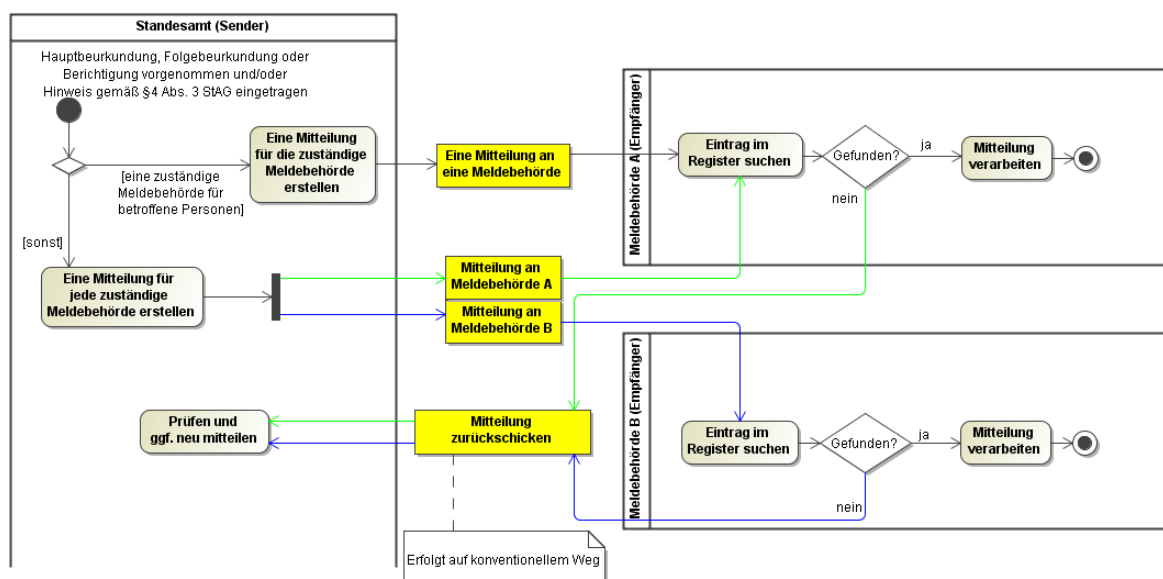 Standesamt (Sender)
Hauptbeurkundung, Folgebeurkundung oder
Berichtigung vorgenommen und/oder
Hinweis gemäß §4 Abs. 3 StAG eingetragen
Eine Mitteilung
für die zuständige
Meldebehörde
erstellen
[eine zuständige
Meldebehörde für
betroffene Personen]
[sonst]
Eine Mitteilung für
jede zuständige
Meldebehörde erstellen
Eine Mitteilung an
eine Meldebehörde
Mitteilung an
Meldebehörde A
Mitteilung an
Meldebehörde B
Meldebehörde A (Empfänger)
Eintrag im
Register suchen
Gefunden?
ja
nein
Mitteilung
verarbeiten
Prüfen und
ggf. neu mitteilen
Mitteilung
zurückschicken
Erfolgt auf konventionellem Weg
Meldebehörde B (Empfänger)
Eintrag im
Register suchen
Gefunden?
ja
nein
Mitteilung
verarbeiten